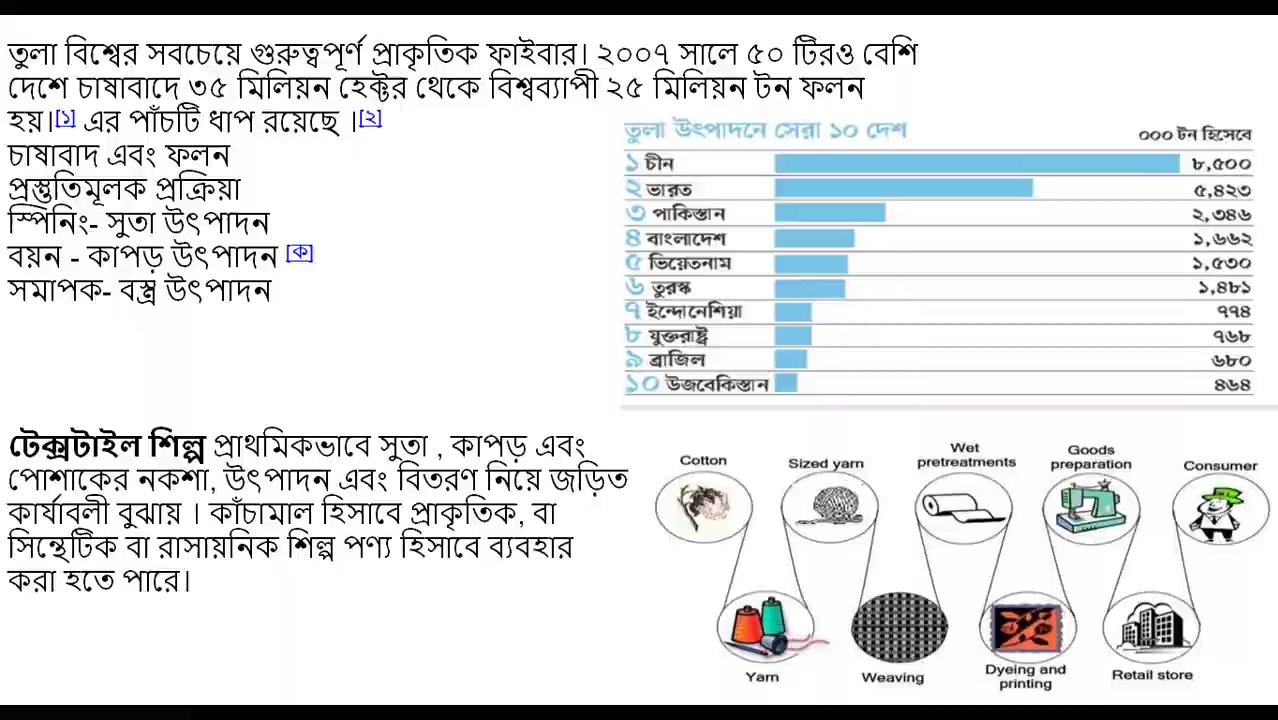 তুলা বিশ্বের সবচেয়ে গুরুত্বপূর্ণ প্রাকৃতিক ফাইবার। ২০০৭ সালে ৫০ টিরও বেশি
দেশে চাষাবাদে ৩৫ মিলিয়ন হেক্টর থেকে বিশ্বব্যাপী ২৫ মিলিয়ন টন ফলন
হয়।[১] এর পাঁচটি ধাপ রয়েছে ।[২]
চাষাবাদ এবং ফলন
প্রস্তুতিমূলক প্রক্রিয়া
স্পিনিং- সুতা উৎপাদন
বয়ন - কাপড় উৎপাদন [ক]
সমাপক- বস্ত্র উৎপাদন
তুলা উৎপাদনে সেরা ১০ দেশ ০০০ টন হিসেবে
১ চীন ৮,৫০০
২ ভারত ৫,৪২৩
৩ পাকিস্তান ২,৩৪৬
৪ বাংলাদেশ ১,৬৬২
৫ ভিয়েতনাম ১,৫৩০
৬ তুরস্ক ১,৪৮১
৭ ইন্দোনেশিয়া ৭৭৪
৮ যুক্তরাষ্ট্র ৭৬৮
৯ ব্রাজিল ৬৮০
১০ উজবেকিস্তান ৪৬৪
টেক্সটাইল শিল্প প্রাথমিকভাবে সুতা , কাপড় এবং
পোশাকের নকশা, উৎপাদন এবং বিতরণ নিয়ে জড়িত
কার্যাবলী বুঝায় । কাঁচামাল হিসাবে প্রাকৃতিক, বা
সিন্থেটিক বা রাসায়নিক শিল্প পণ্য হিসাবে ব্যবহার
করা হতে পারে।
Cotton
Sized yarn
Wet
pretreatments
Goods
preparation
Consumer
Yarn
Weaving
Dyeing and
printing
Retail store